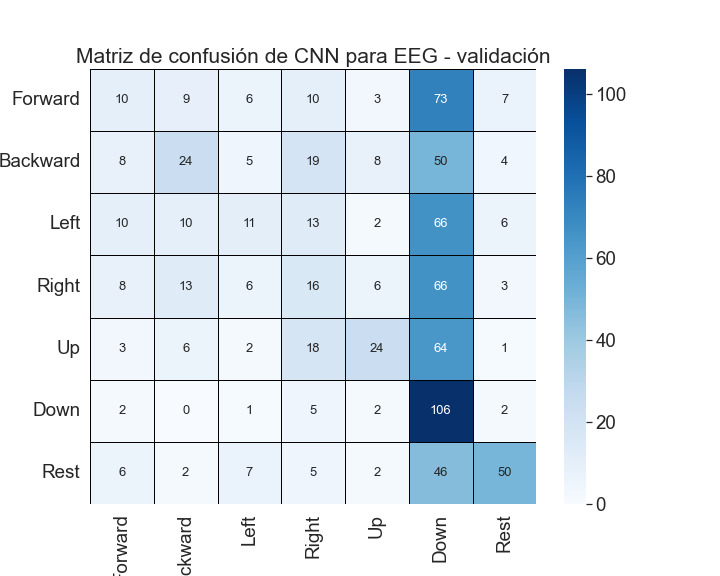 Matriz de confusión de CNN para EEG - validación
Forward 10 9 6 10 3 73 7
Backward 8 24 5 19 8 50 4
Left 10 10 11 13 2 66 6
Right 8 13 6 16 6 66 3
Up 3 6 2 18 24 64 1
Down 2 0 1 5 2 106 2
Rest 6 2 7 5 2 46 50
Forward ckward Left Right Up Down Rest
100
80
60
40
20
0